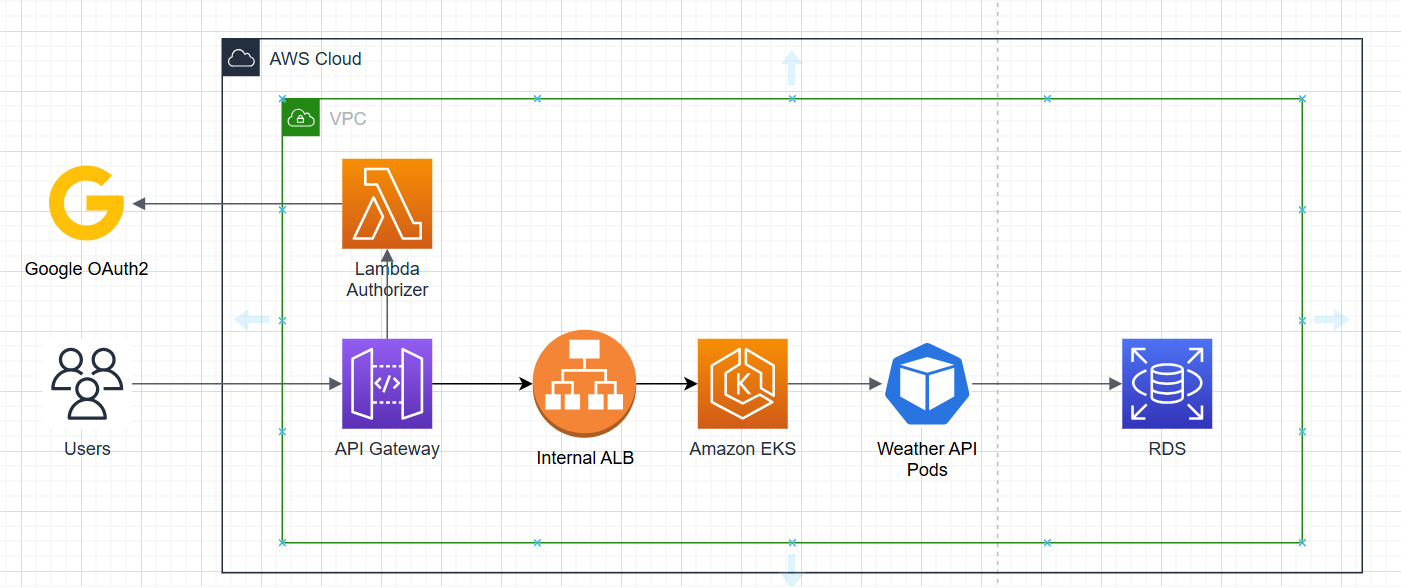 AWS Cloud
VPC
Google OAuth2
Lambda
Authorizer
Users
API Gateway
Internal ALB
Amazon EKS
Weather API
Pods
RDS